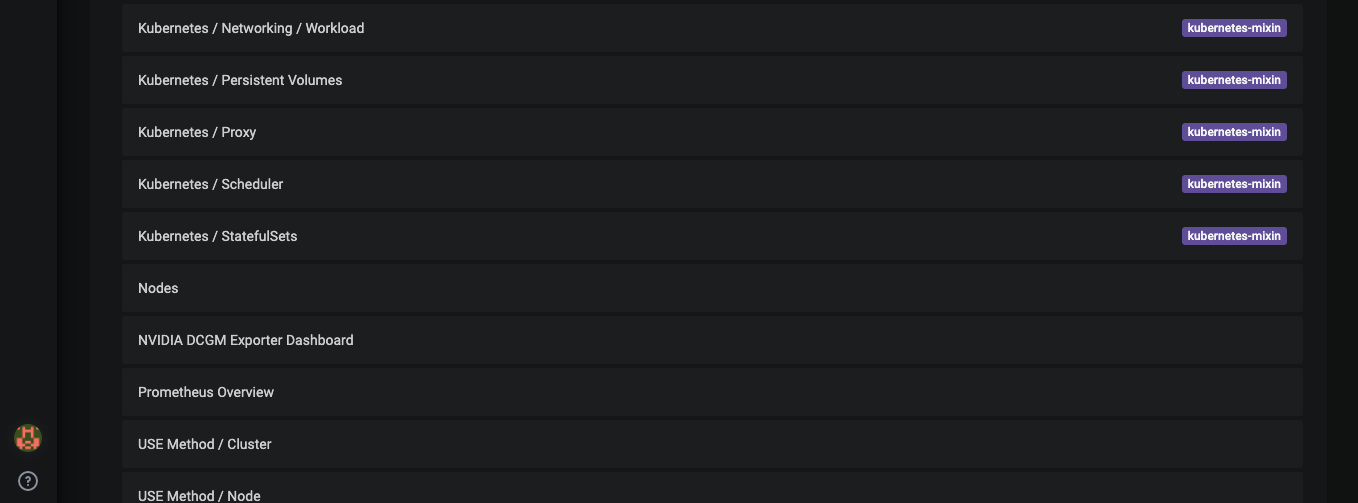 Kubernetes / Networking / Workload kubernetes-mixin
Kubernetes / Persistent Volumes kubernetes-mixin
Kubernetes / Proxy kubernetes-mixin
Kubernetes / Scheduler kubernetes-mixin
Kubernetes / StatefulSets kubernetes-mixin
Nodes
NVIDIA DCGM Exporter Dashboard
Prometheus Overview
USE Method / Cluster
?
USE Method / Node